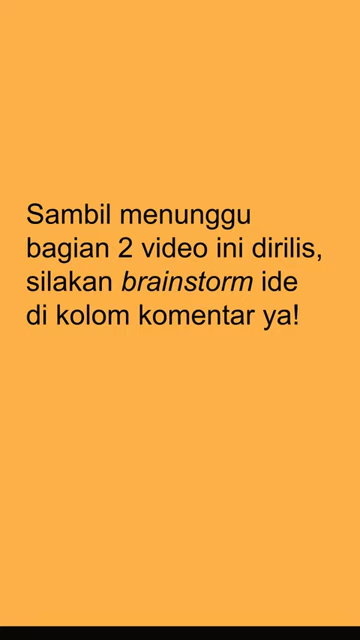 Sambil menunggu
bagian 2 video ini dirilis,
silakan brainstorm ide
di kolom komentar ya!